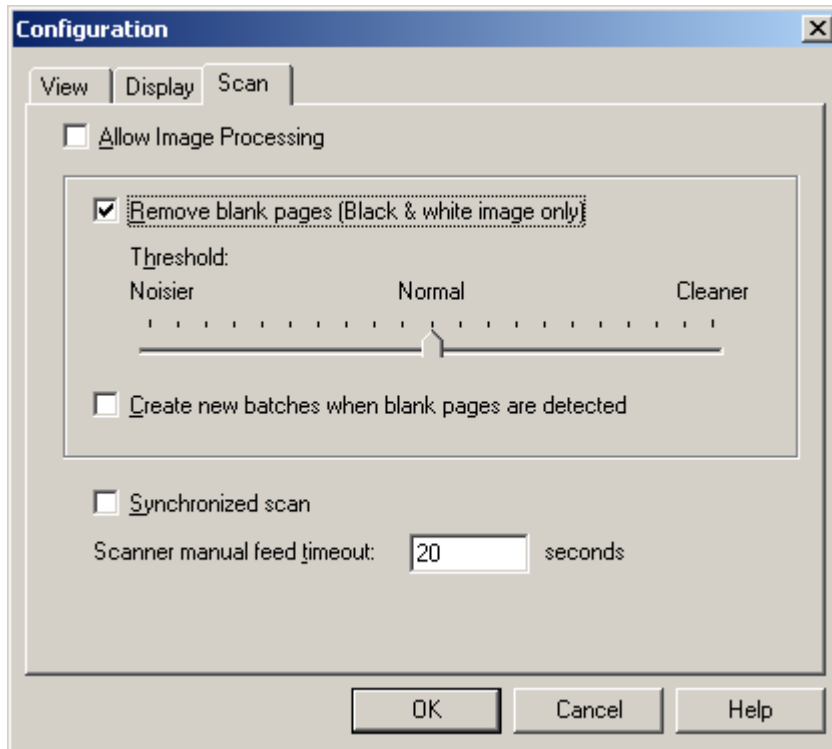 Configuration
View Display Scan
Allow Image Processing
Remove blank pages (Black & white image only)
Threshold:
Noisier Normal Cleaner
Create new batches when blank pages are detected
Synchronized scan
Scanner manual feed timeout: 20 seconds
OK Cancel Help